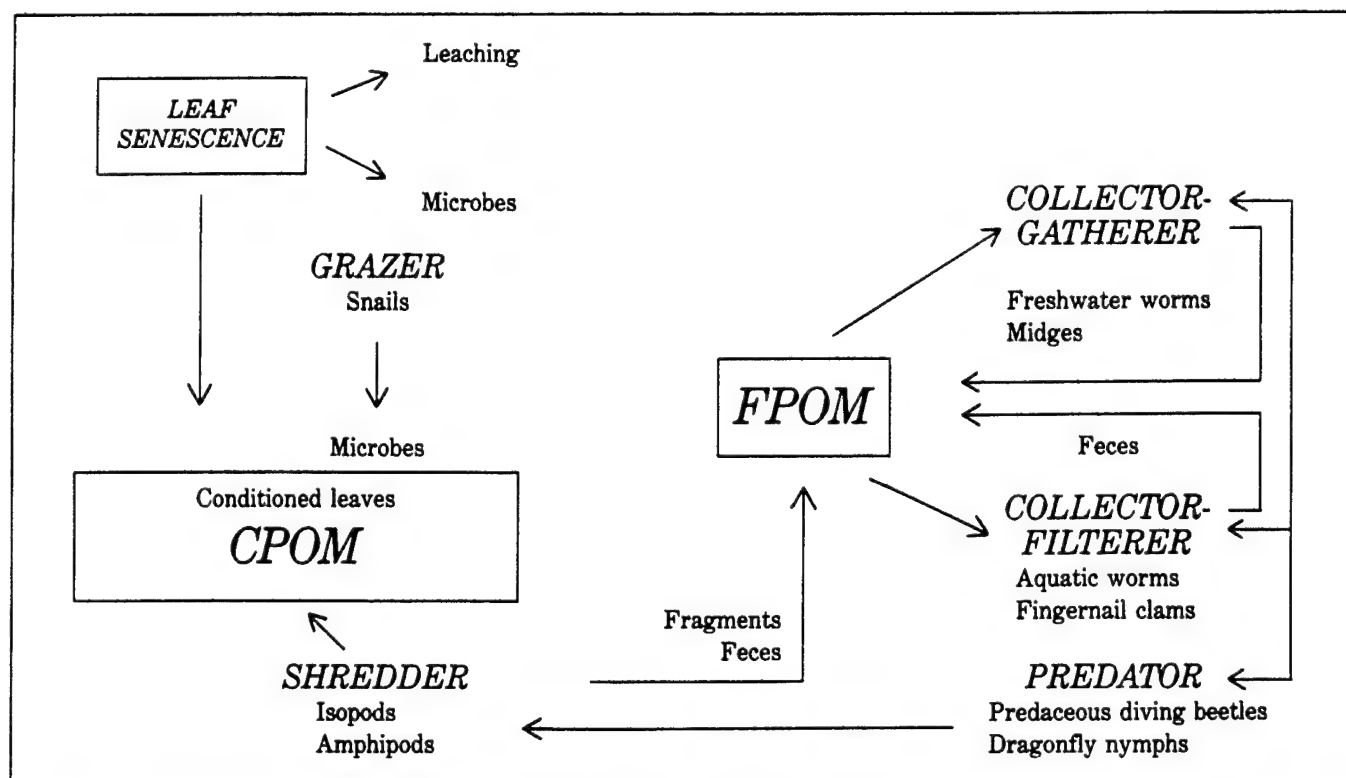 Leaching
LEAF
SENESCENCE
Microbes
GRAZER
Snails
Microbes
Conditioned leaves
CPOM
SHREDDER
Isopods
Amphipods
Fragments
Feces
FPOM
COLLECTOR-
GATHERER
Freshwater worms
Midges
Feces
COLLECTOR-
FILTERER
Aquatic worms
Fingernail clams
PREDATOR
Predaceous diving beetles
Dragonfly nymphs